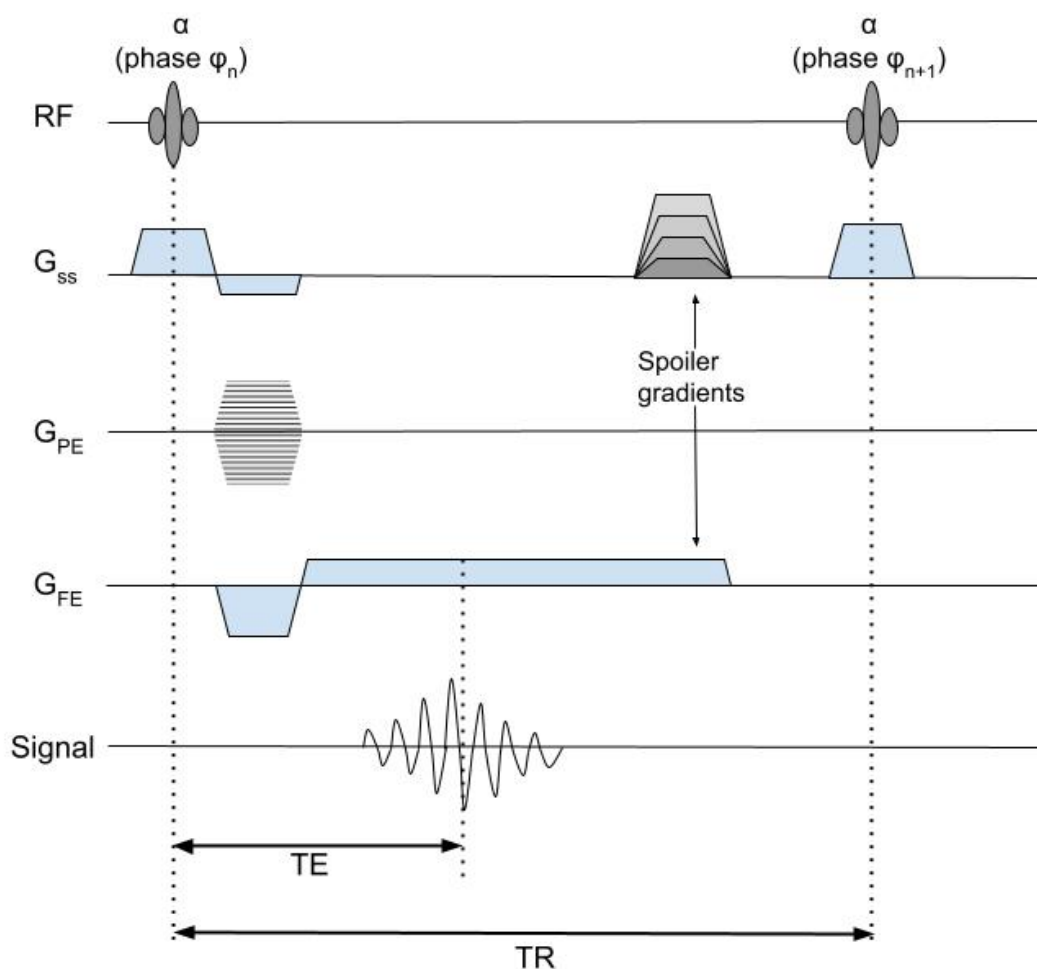 α
(phase φn)
α
(phase φn+1)
RF
Gss
Spoiler
gradients
GPE
GFE
Signal
TE
TR